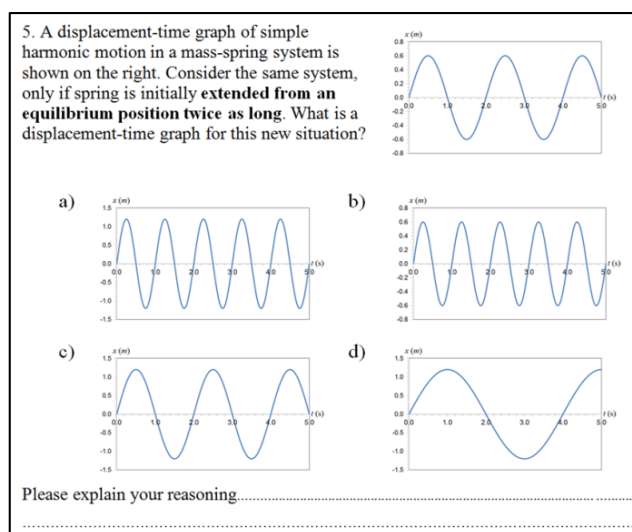 5. A displacement-time graph of simple
harmonic motion in a mass-spring system is
shown on the right. Consider the same system,
only if spring is initially extended from an
equilibrium position twice as long. What is a
displacement-time graph for this new situation?
x (m)
0.8
0.6
0.4
0.2
0.0
-0.2
-0.4
-0.6
-0.8
0.0 1.0 2.0 3.0 4.0 5.0
t (s)
a)
x (m)
1.5
1.0
0.5
0.0
-0.5
-1.0
-1.5
0.0 1.0 2.0 3.0 4.0 5.0
t (s)
b)
x (m)
0.8
0.6
0.4
0.2
0.0
-0.2
-0.4
-0.6
-0.8
0.0 1.0 2.0 3.0 4.0 5.0
t (s)
c)
x (m)
1.5
1.0
0.5
0.0
-0.5
-1.0
-1.5
0.0 1.0 2.0 3.0 4.0 5.0
t (s)
d)
x (m)
1.5
1.0
0.5
0.0
-0.5
-1.0
-1.5
0.0 1.0 2.0 3.0 4.0 5.0
t (s)
Please explain your reasoning